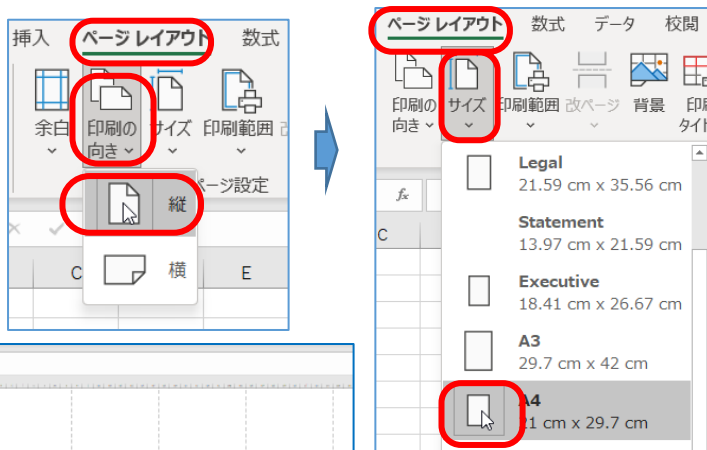 挿入 ページ レイアウト 数式
余白 印刷の向き サイズ 印刷範囲
ページ設定
縦
横
C E
ページ レイアウト 数式 データ 校閲
印刷の向き サイズ 印刷範囲 改ページ 背景
fx
C
Legal
21.59 cm x 35.56 cm
Statement
13.97 cm x 21.59 cm
Executive
18.41 cm x 26.67 cm
A3
29.7 cm x 42 cm
A4
21 cm x 29.7 cm